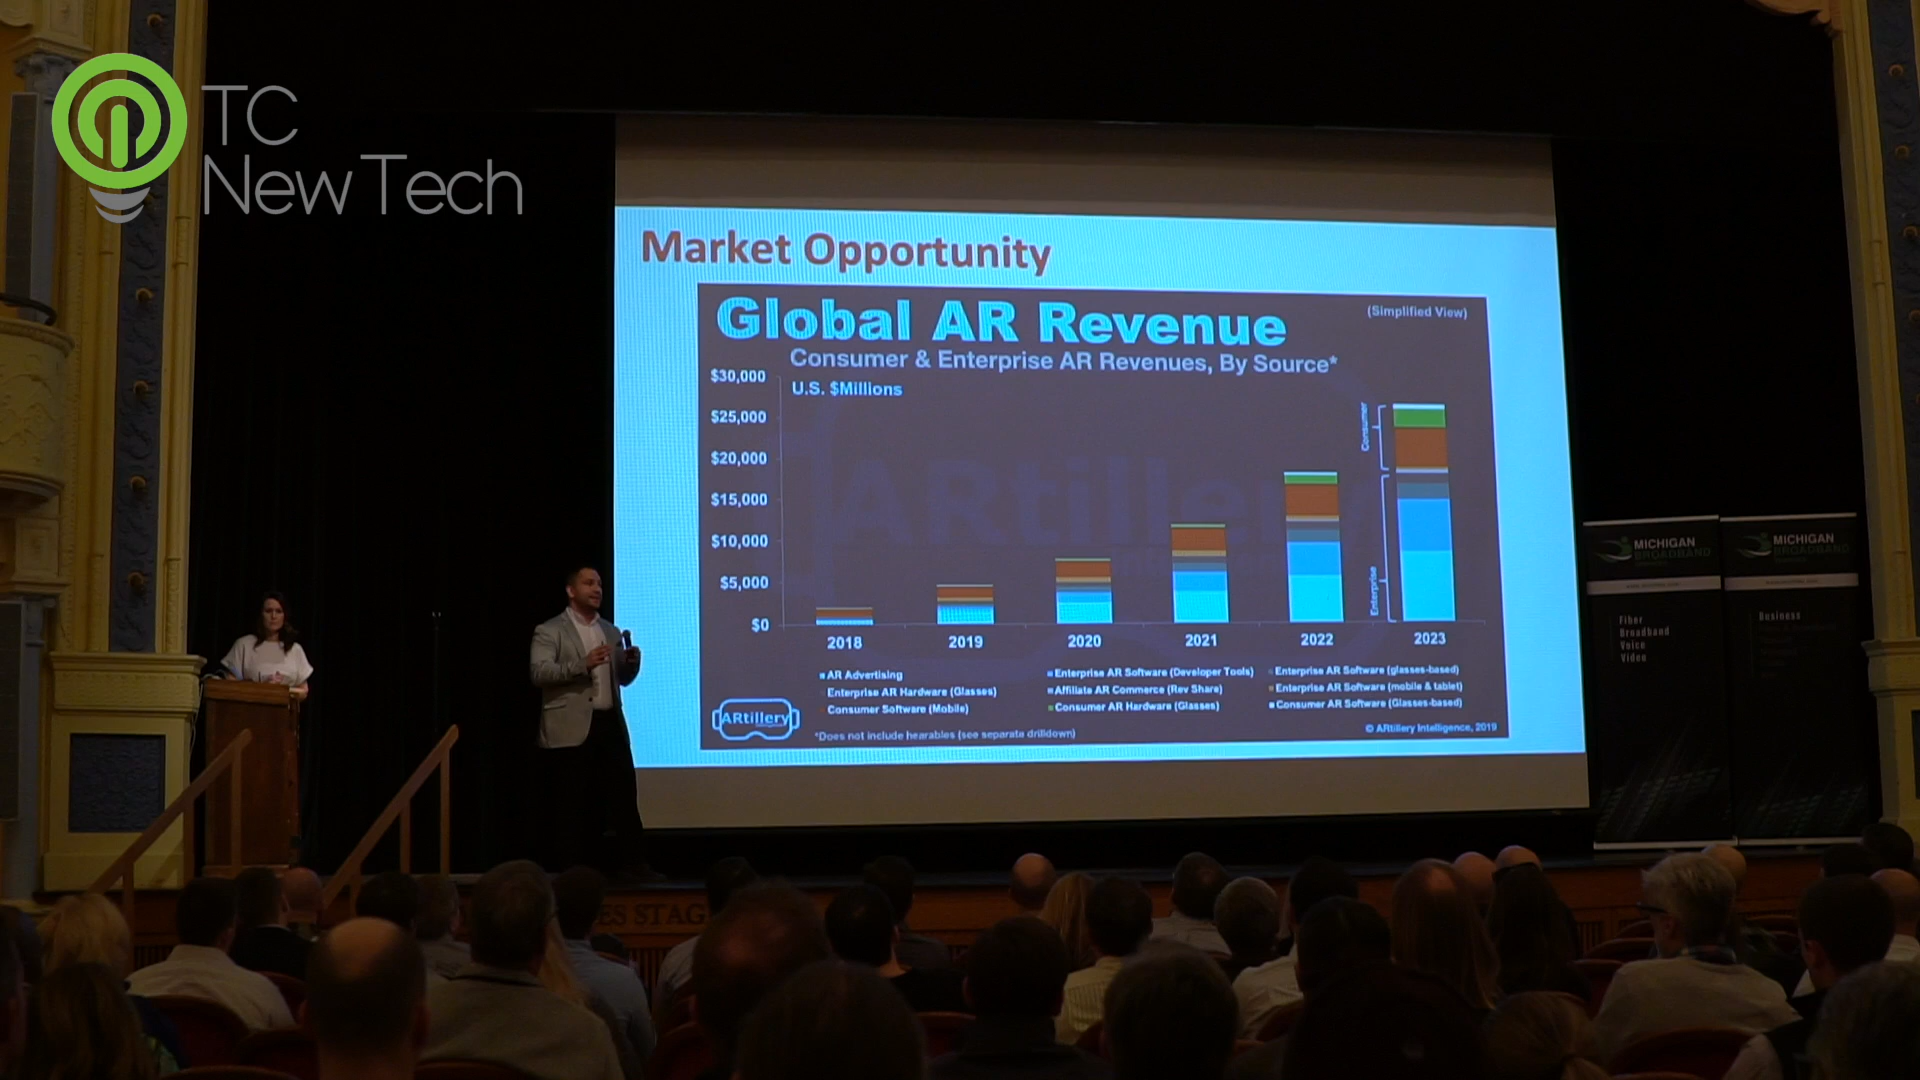 TC
New Tech
Market Opportunity
Global AR Revenue
(Simplified View)
Consumer & Enterprise AR Revenues, By Source*
U.S. $Millions
$30,000
$25,000
$20,000
$15,000
$10,000
$5,000
$0
Consumer
Enterprise
2018 2019 2020 2021 2022 2023
AR Advertising
Enterprise AR Software (Developer Tools)
Enterprise AR Software (glasses-based)
Enterprise AR Hardware (Glasses)
Affiliate AR Commerce (Rev Share)
Enterprise AR Software (mobile & tablet)
Consumer Software (Mobile)
Consumer AR Hardware (Glasses)
Consumer AR Software (Glasses-based)
ARtillery
*Does not include hearables (see separate drilldown)
© ARtillery Intelligence, 2019
ARtillery
MICHIGAN
BROADBAND
Fiber
Broadband
Voice
Video
MICHIGAN
BROADBAND
Business
ES STAG